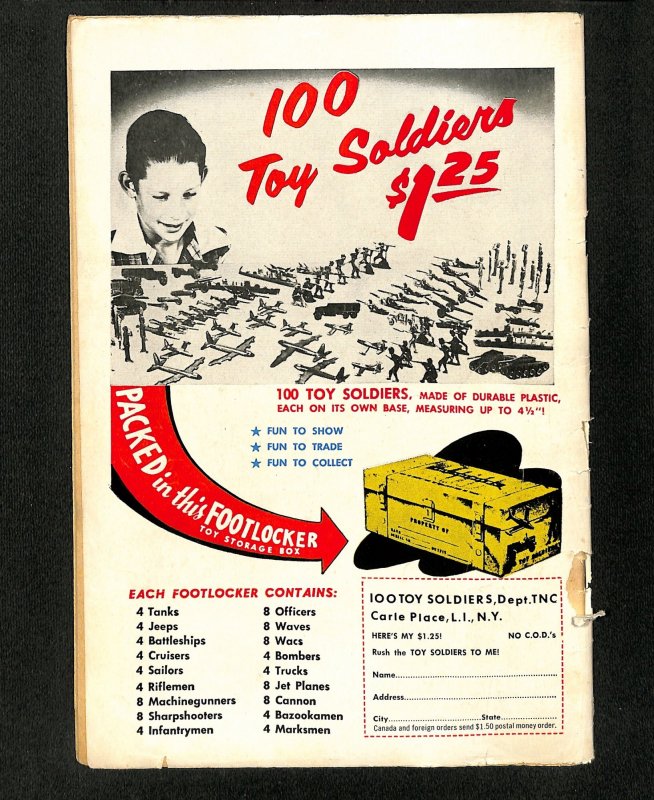 100
Toy Soldiers
$1.25
100 TOY SOLDIERS, MADE OF DURABLE PLASTIC,
EACH ON ITS OWN BASE, MEASURING UP TO 4½"!
★ FUN TO SHOW
★ FUN TO TRADE
★ FUN TO COLLECT
PACKED in this FOOTLOCKER
TOY STORAGE BOX
PROPERTY OF
TOY SOLDIERS
EACH FOOTLOCKER CONTAINS:
4 Tanks
4 Jeeps
4 Battleships
4 Cruisers
4 Sailors
4 Riflemen
8 Machinegunners
8 Sharpshooters
4 Infantrymen
8 Officers
8 Waves
8 Wacs
4 Bombers
4 Trucks
8 Jet Planes
8 Cannon
4 Bazookamen
4 Marksmen
100 TOY SOLDIERS, Dept. TNC
Carle Place, L.I., N.Y.
HERE'S MY $1.25! NO C.O.D.'s
Rush the TOY SOLDIERS TO ME!
Name
Address
City State
Canada and foreign orders send $1.50 postal money order.